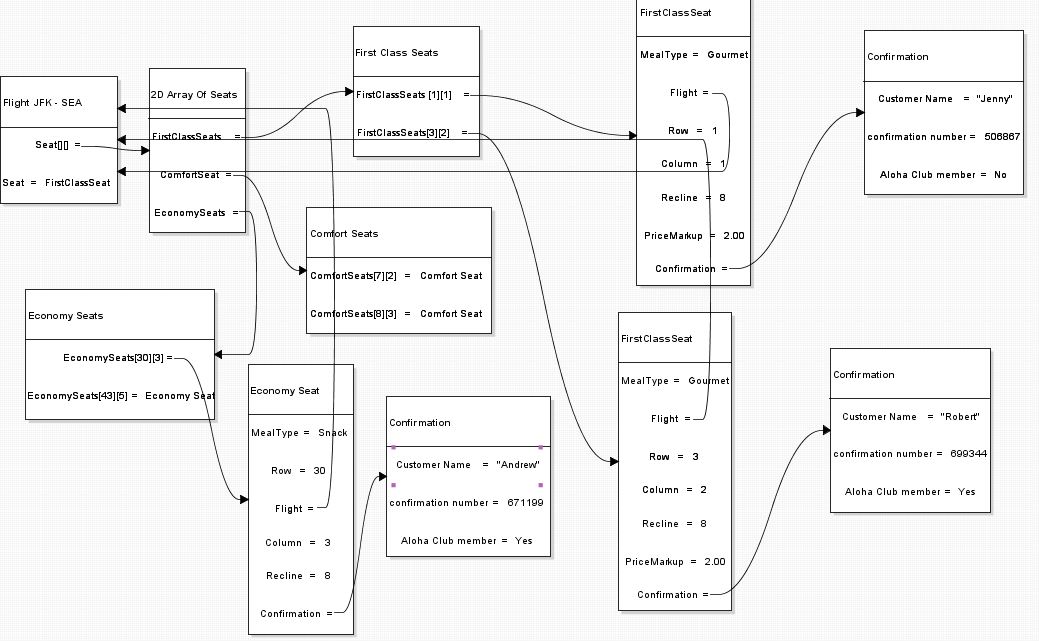 Flight JFK - SEA
Seat[][] =
Seat = FirstClassSeat
2D Array Of Seats
FirstClassSeats =
ComfortSeat =
EconomySeats =
First Class Seats
FirstClassSeats [1][1] =
FirstClassSeats[3][2] =
FirstClassSeat
MealType = Gourmet
Flight =
Row = 1
Column = 1
Recline = 8
PriceMarkup = 2.00
Confirmation =
Confirmation
Customer Name = "Jenny"
confirmation number = 506867
Aloha Club member = No
Comfort Seats
ComfortSeats[7][2] = Comfort Seat
ComfortSeats[8][3] = Comfort Seat
Economy Seats
EconomySeats[30][3] =
EconomySeats[43][5] = Economy Seat
Economy Seat
MealType = Snack
Row = 30
Flight =
Column = 3
Recline = 8
Confirmation =
Confirmation
Customer Name = "Andrew"
confirmation number = 671199
Aloha Club member = Yes
FirstClassSeat
MealType = Gourmet
Flight =
Row = 3
Column = 2
Recline = 8
PriceMarkup = 2.00
Confirmation =
Confirmation
Customer Name = "Robert"
confirmation number = 699344
Aloha Club member = Yes